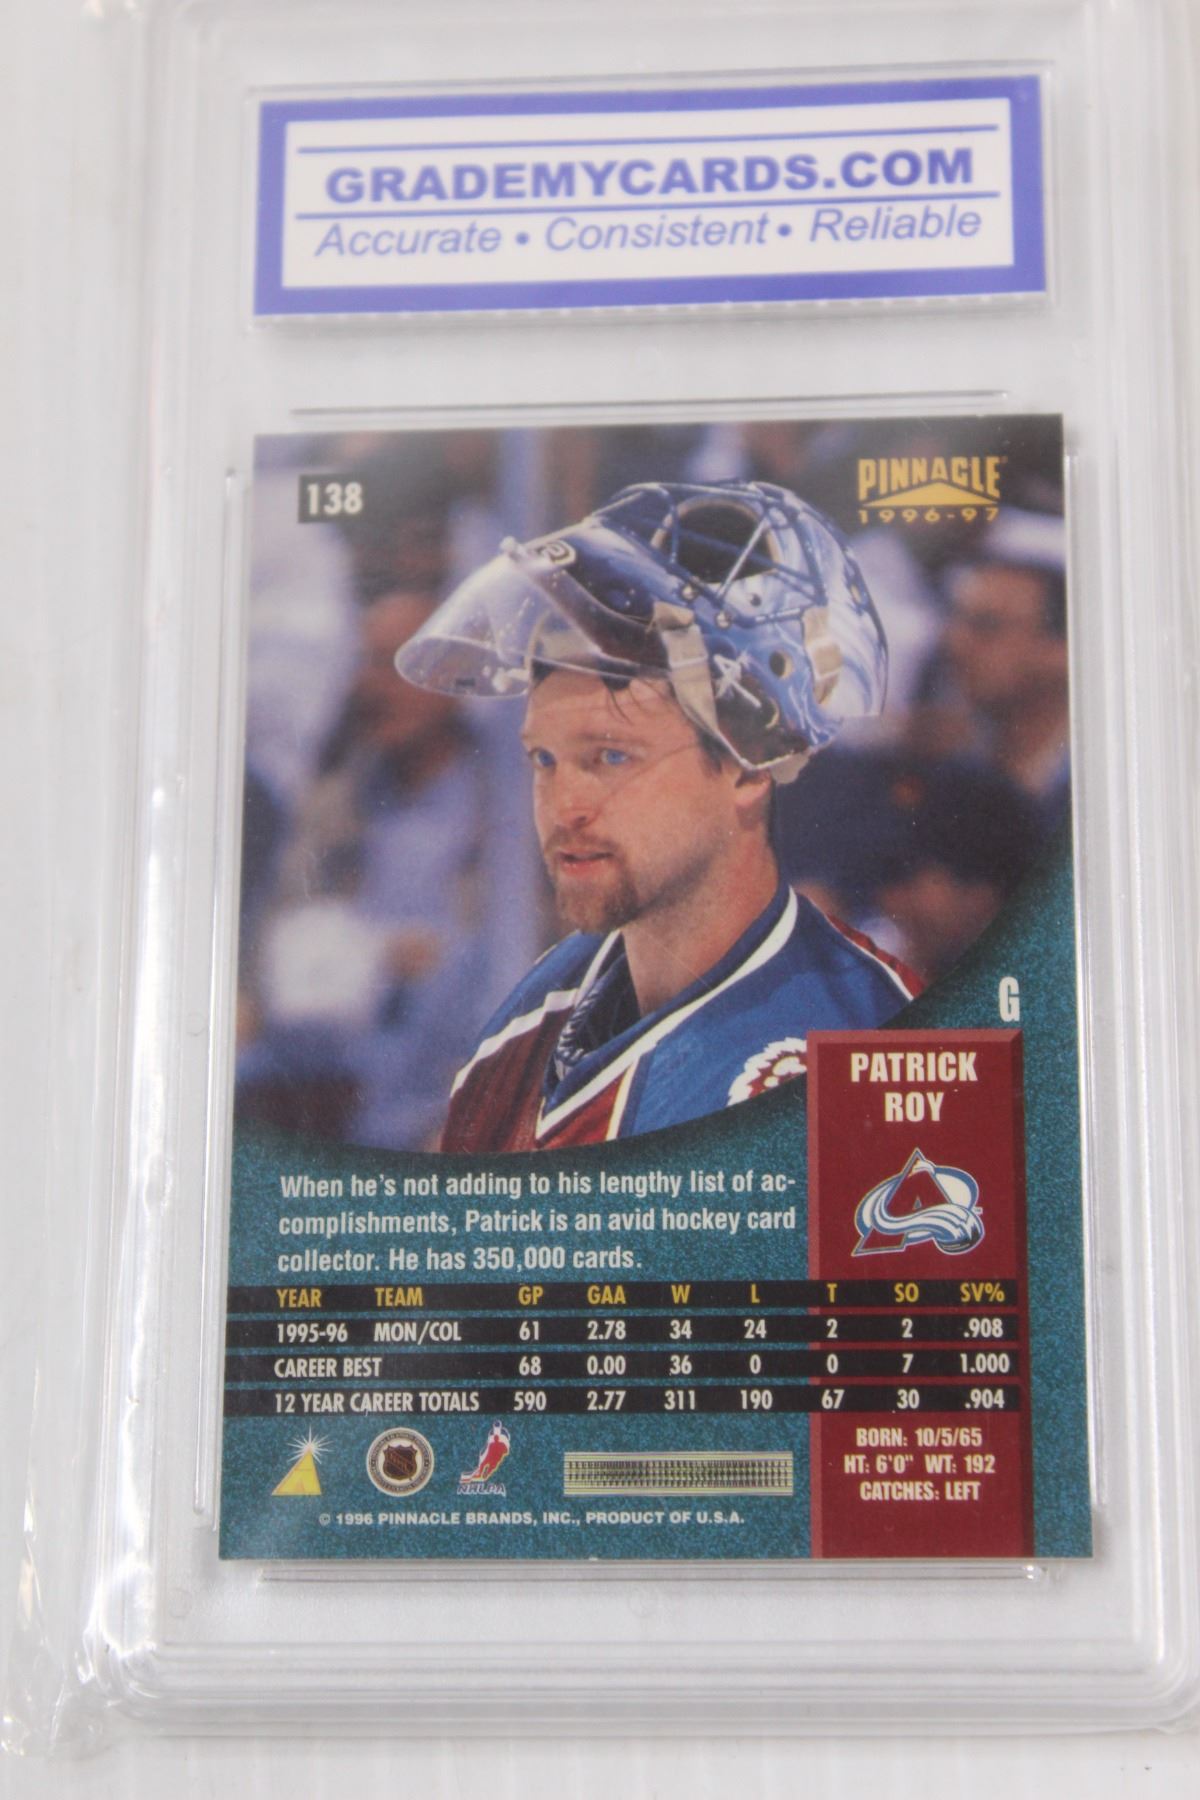 GRADEMYCARDS.COM
Accurate • Consistent • Reliable
138
PINNACLE
1996-97
G
PATRICK
ROY
When he's not adding to his lengthy list of ac-
complishments, Patrick is an avid hockey card
collector. He has 350,000 cards.
YEAR TEAM GP GAA W L T SO SV%
1995-96 MON/COL 61 2.78 34 24 2 2 .908
CAREER BEST 68 0.00 36 0 0 7 1.000
12 YEAR CAREER TOTALS 590 2.77 311 190 67 30 .904
BORN: 10/5/65
HT: 6'0" WT: 192
CATCHES: LEFT
NHLPA
© 1996 PINNACLE BRANDS, INC., PRODUCT OF U.S.A.